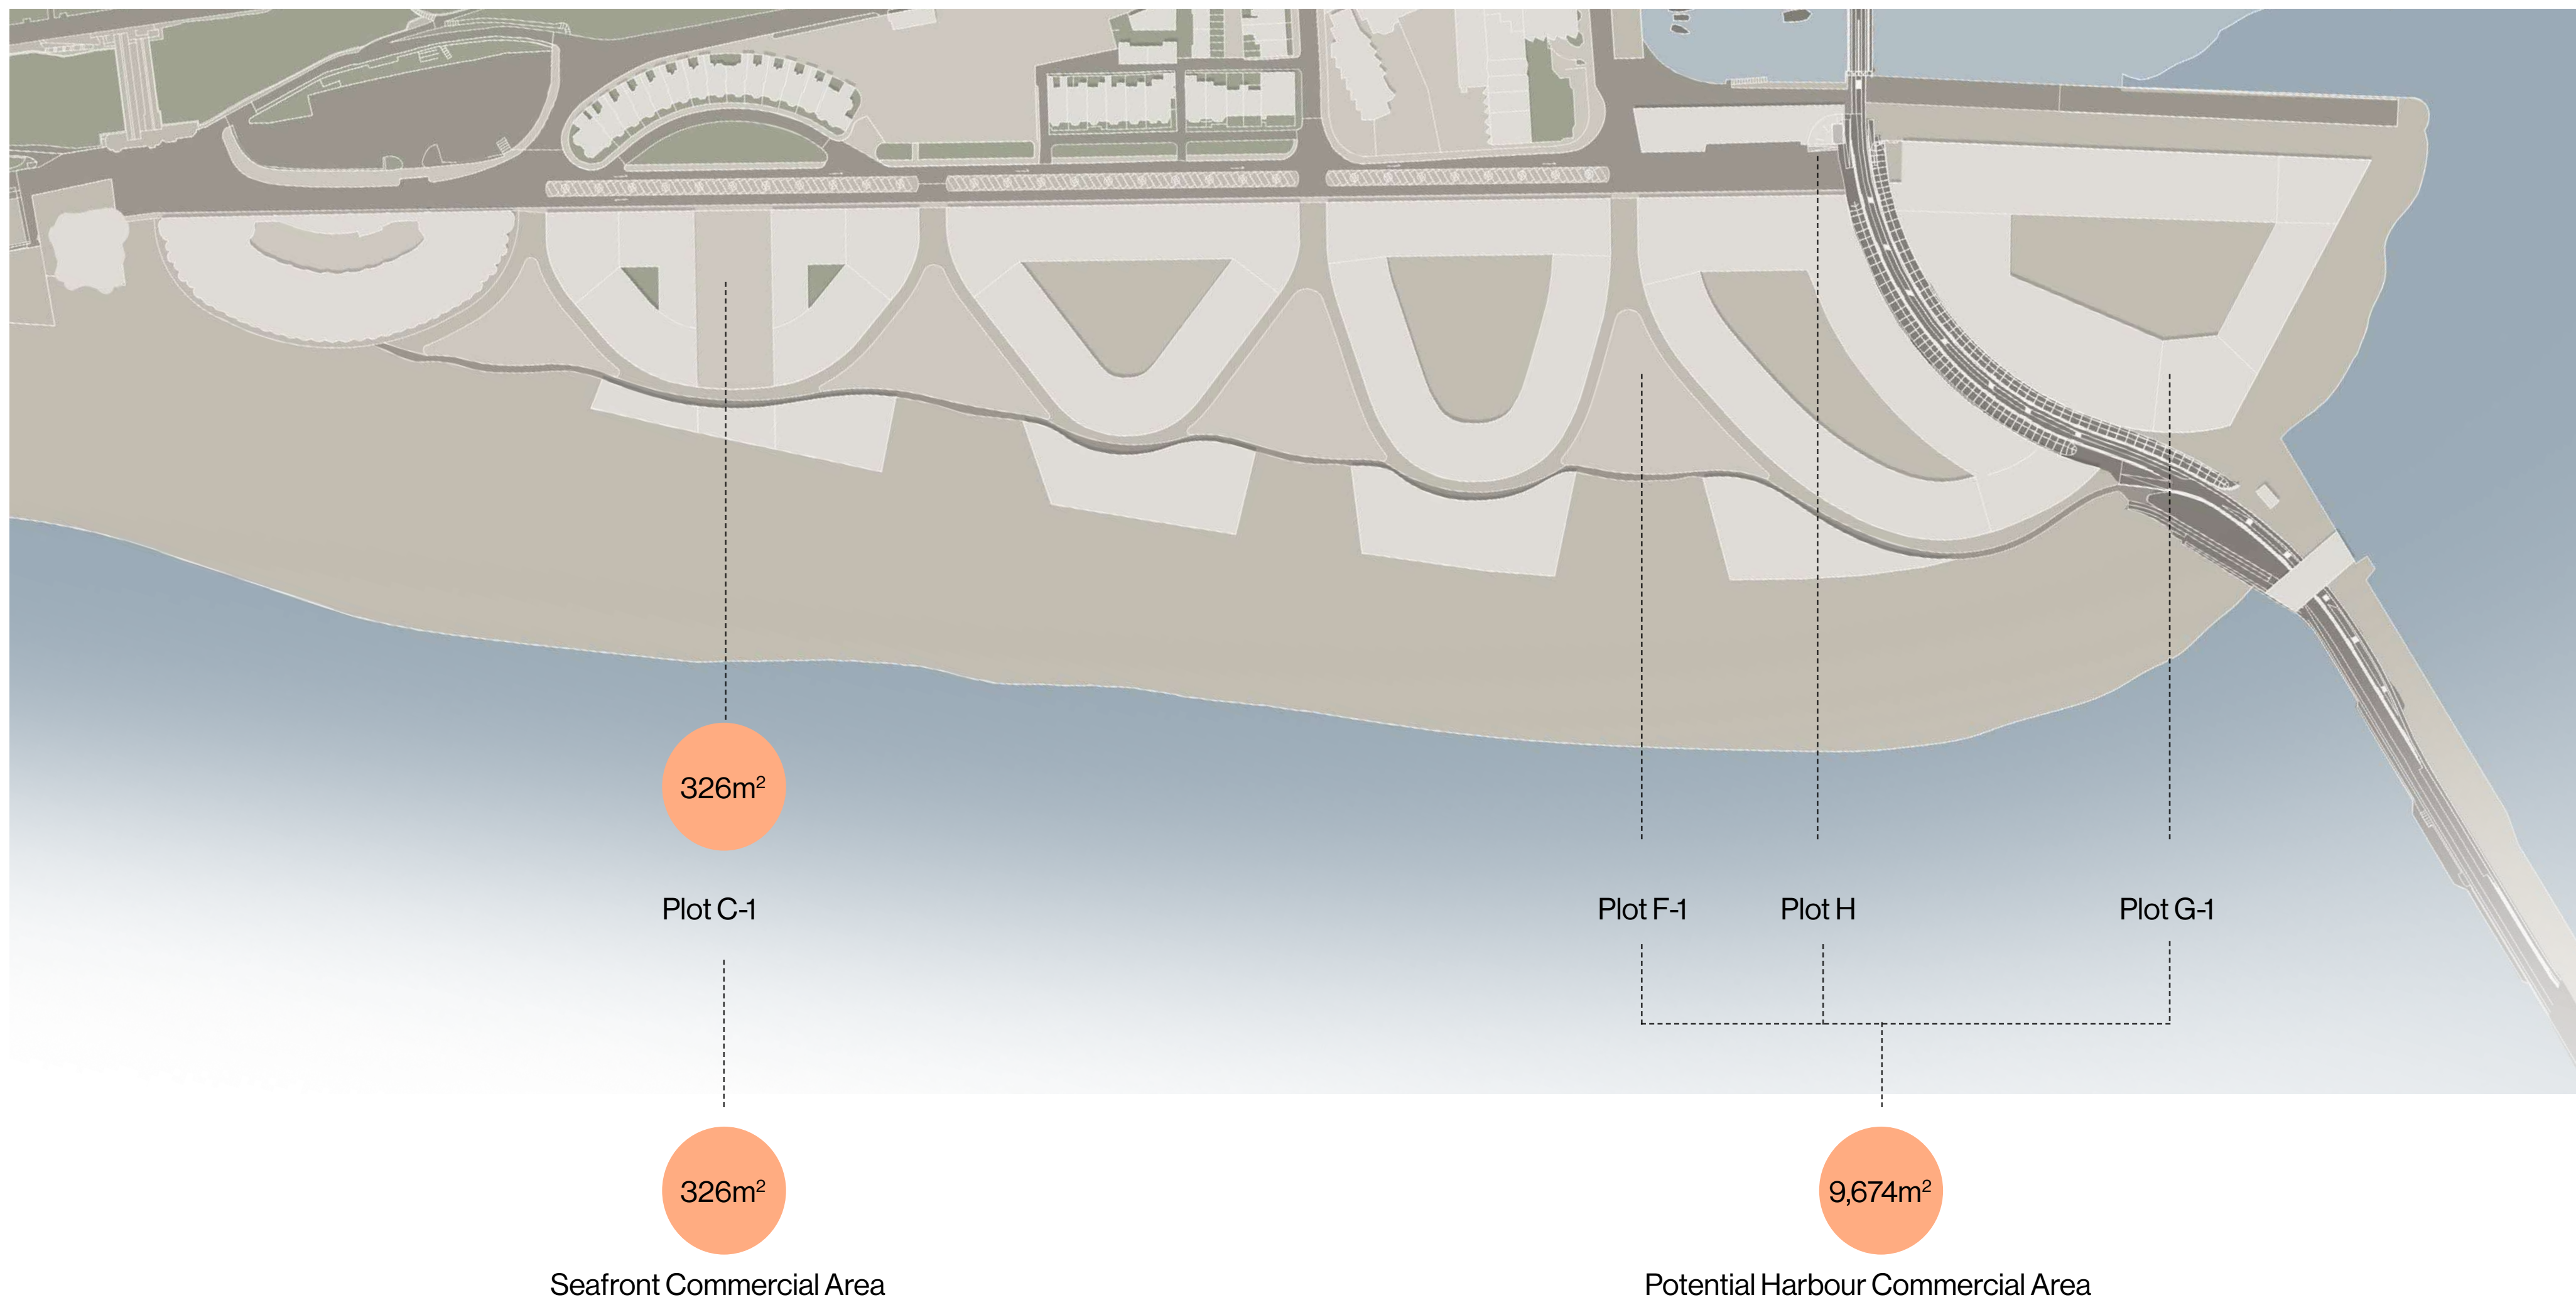 326m²
Plot C-1
Plot F-1
Plot H
Plot G-1
326m²
9,674m²
Seafront Commercial Area
Potential Harbour Commercial Area